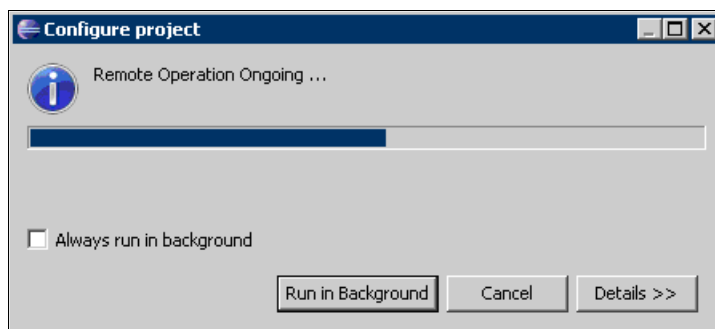 Configure project
Remote Operation Ongoing ...
Always run in background
Run in Background
Cancel
Details >>